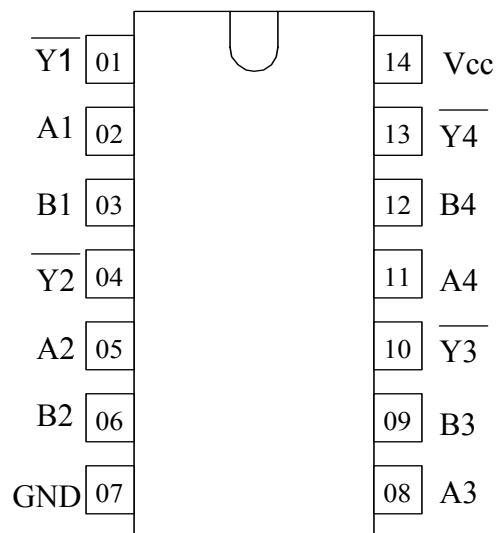 Y1 01 14 Vcc
A1 02 13 Y4
B1 03 12 B4
Y2 04 11 A4
A2 05 10 Y3
B2 06 09 B3
GND 07 08 A3